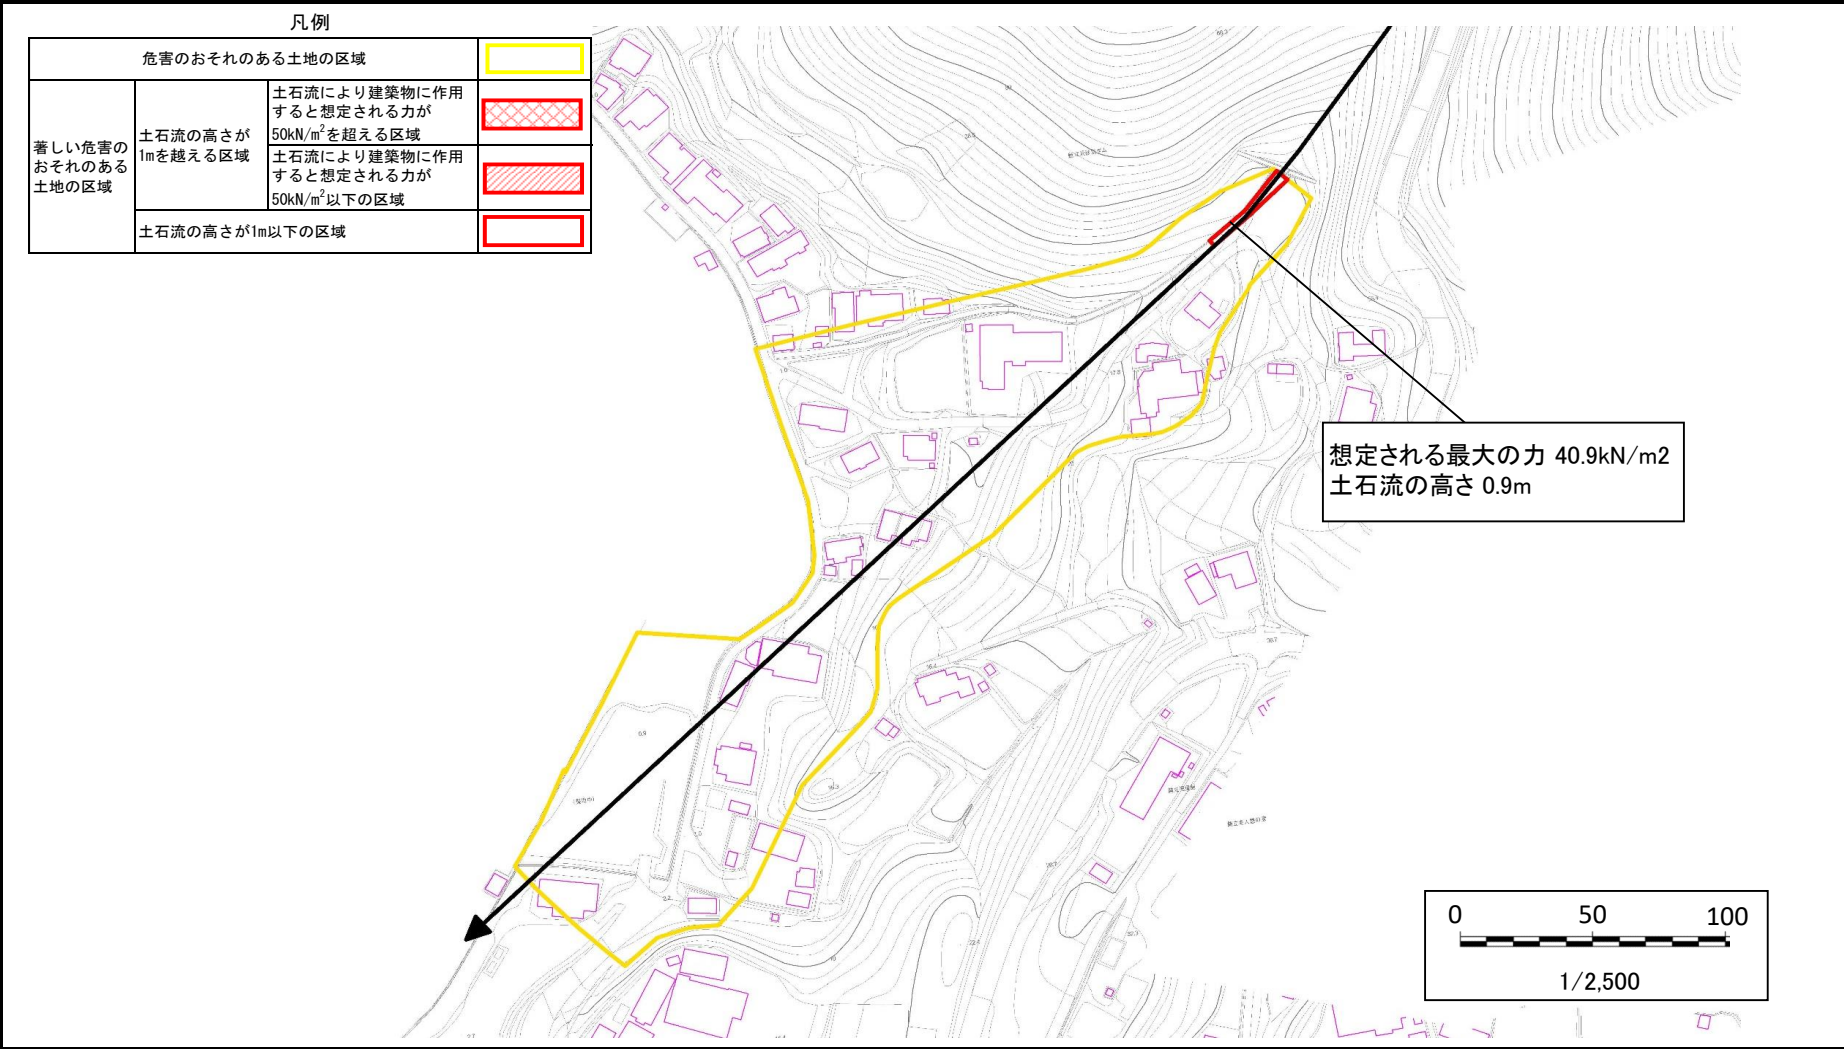 凡例
危害のおそれのある土地の区域
著しい危害の
おそれのある
土地の区域
土石流の高さが
1mを越える区域
土石流により建築物に作用
すると想定される力が
50kN/m²を超える区域
土石流により建築物に作用
すると想定される力が
50kN/m²以下の区域
土石流の高さが1m以下の区域
想定される最大の力 40.9kN/m2
土石流の高さ 0.9m
0 50 100
1/2,500